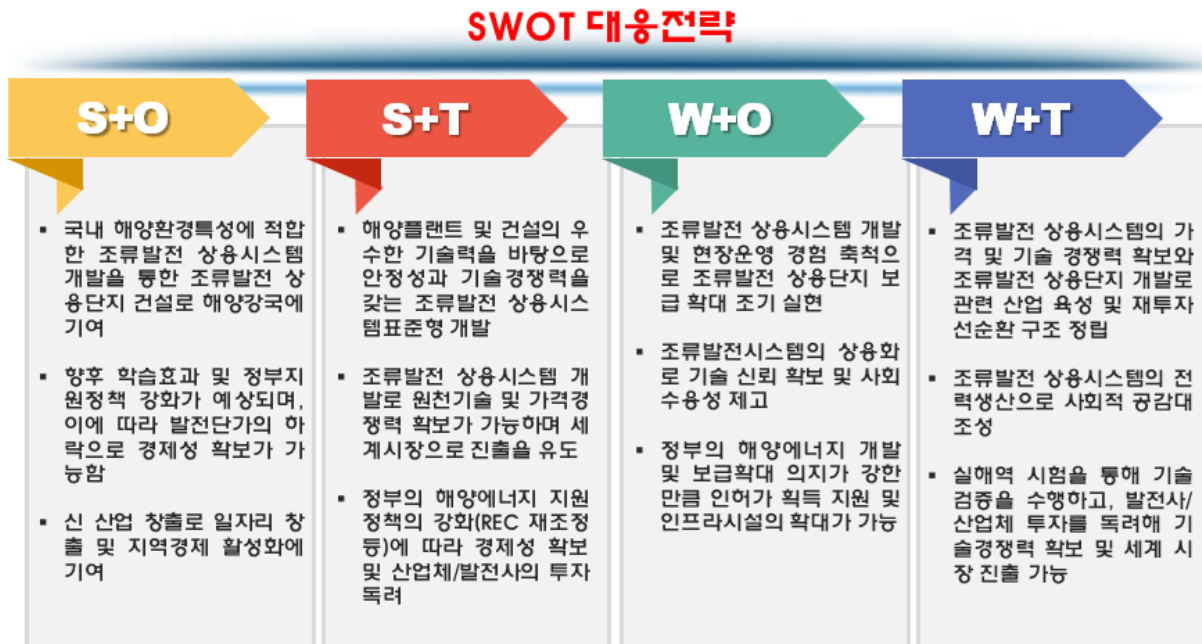 SWOT 대응전략
S+O
▪ 국내 해양환경특성에 적합
한 조류발전 상용시스템
개발을 통한 조류발전 상
용단지 건설로 해양강국에
기여
▪ 향후 학습효과 및 정부지
원정책 강화가 예상되며,
이에 따라 발전단가의 하
락으로 경제성 확보가 가
능함
▪ 신 산업 창출로 일자리 창
출 및 지역경제 활성화에
기여
S+T
▪ 해양플랜트 및 건설의 우
수한 기술력을 바탕으로
안정성과 기술경쟁력을
갖는 조류발전 상용시스
템표준형 개발
▪ 조류발전 상용시스템 개
발로 원천기술 및 가격경
쟁력 확보가 가능하며 세
계시장으로 진출을 유도
▪ 정부의 해양에너지 지원
정책의 강화(REC 재조정
등)에 따라 경제성 확보
및 산업체/발전사의 투자
독려
W+O
▪ 조류발전 상용시스템 개발
및 현장운영 경험 축척으
로 조류발전 상용단지 보
급 확대 조기 실현
▪ 조류발전시스템의 상용화
로 기술 신뢰 확보 및 사회
수용성 제고
▪ 정부의 해양에너지 개발
및 보급확대 의지가 강한
만큼 인허가 획득 지원 및
인프라시설의 확대가 가능
W+T
▪ 조류발전 상용시스템의 가
격 및 기술 경쟁력 확보와
조류발전 상용단지 개발로
관련 산업 육성 및 재투자
선순환 구조 정립
▪ 조류발전 상용시스템의 전
력생산으로 사회적 공감대
조성
▪ 실해역 시험을 통해 기술
검증을 수행하고, 발전사/
산업체 투자를 독려해 기
술경쟁력 확보 및 세계 시
장 진출 가능